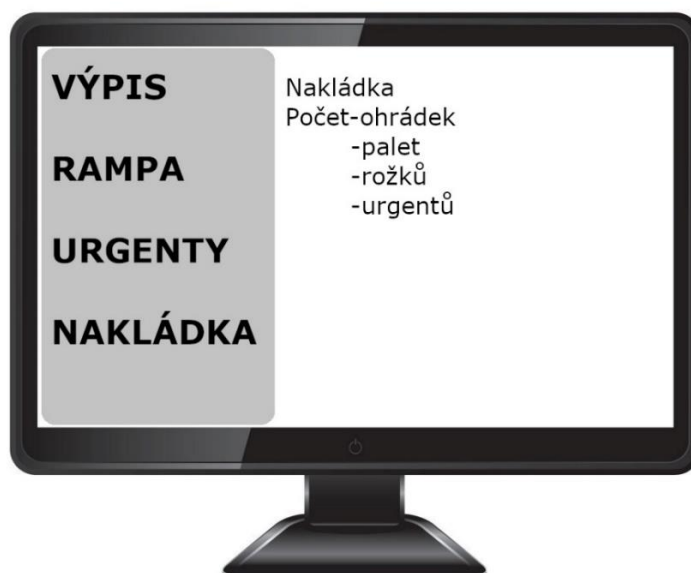 VÝPIS
RAMPA
URGENTY
NAKLÁDKA
Nakládka
Počet-ohrádek
-palet
-rožků
-urgentů